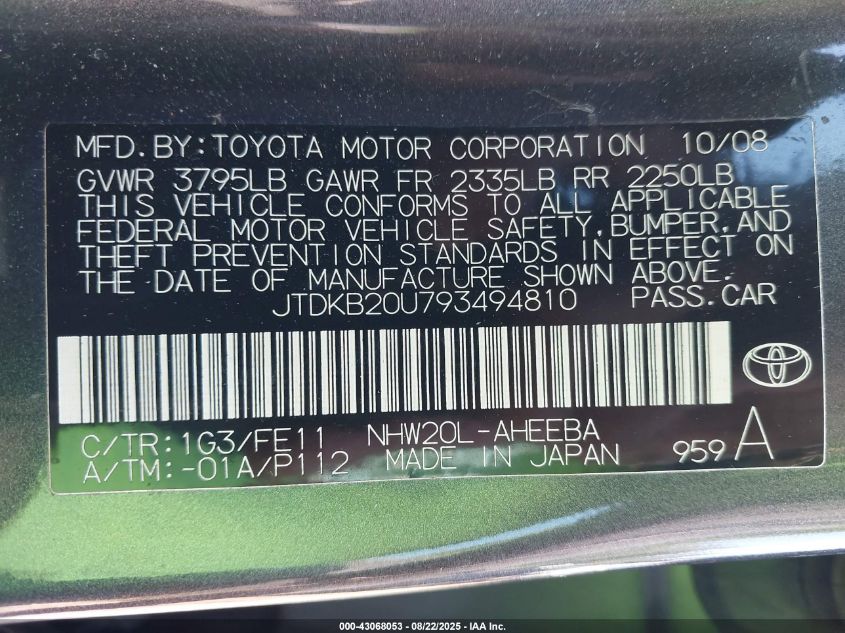 MFD.BY:TOYOTA MOTOR CORPORATION 10/08
GVWR 3795LB GAWR FR 2335LB RR 2250LB
THIS VEHICLE CONFORMS TO ALL APPLICABLE
FEDERAL MOTOR VEHICLE SAFETY,BUMPER,AND
THEFT PREVENTION STANDARDS IN EFFECT ON
THE DATE OF MANUFACTURE SHOWN ABOVE.
JTDKB20U793494810 PASS.CAR
C/TR:1G3/FE11 NHW20L-AHEEBA
A/TM:-01A/P112 MADE IN JAPAN 959 A
000-43068053 - 08/22/2025 - IAA Inc.